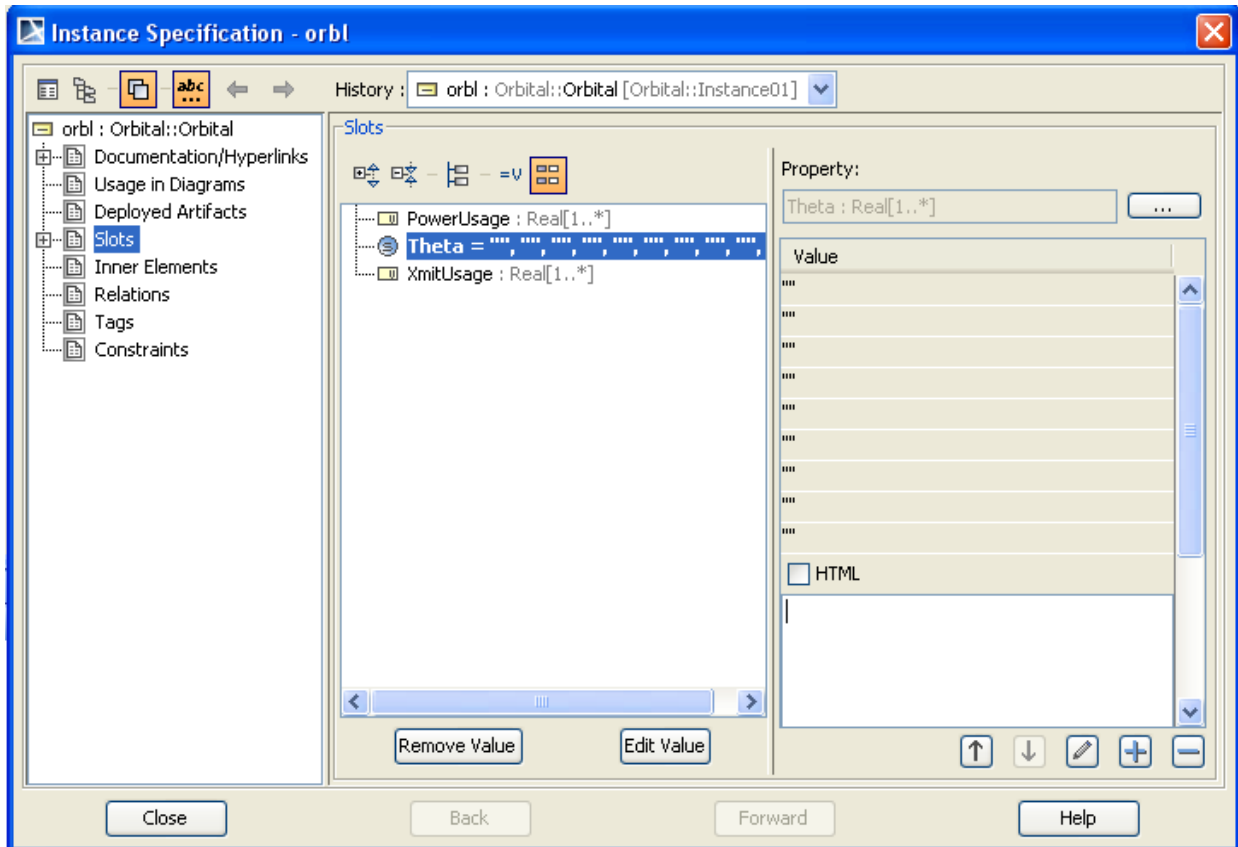 Instance Specification - orbl
abc
...
History : orbl : Orbital::Orbital [Orbital::Instance01]
orbl : Orbital::Orbital
Documentation/Hyperlinks
Usage in Diagrams
Deployed Artifacts
Slots
Inner Elements
Relations
Tags
Constraints
Slots
=V
PowerUsage : Real[1..*]
Theta = "", "", "", "", "", "", "", "", "",
XmitUsage : Real[1..*]
Remove Value
Edit Value
Property:
Theta : Real[1..*]
...
Value
""
""
""
""
""
""
""
""
""
HTML
Close
Back
Forward
Help